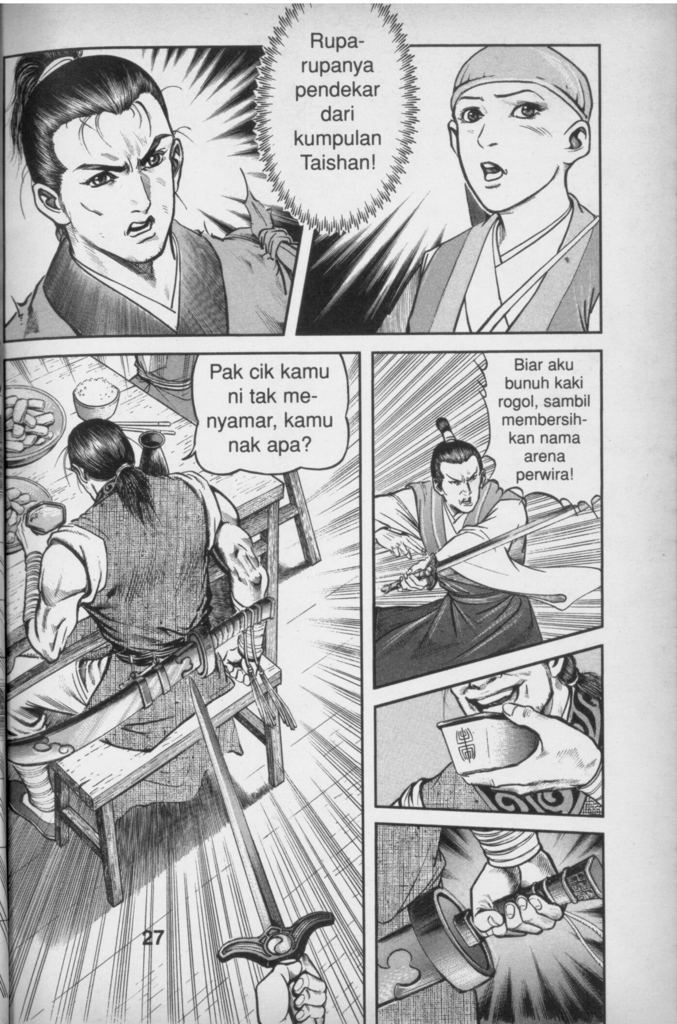 Rupa-
rupanya
pendekar
dari
kumpulan
Taishan!
Pak cik kamu
ni tak me-
nyamar, kamu
nak apa?
Biar aku
bunuh kaki
rogol, sambil
membersih-
kan nama
arena
perwira!
27